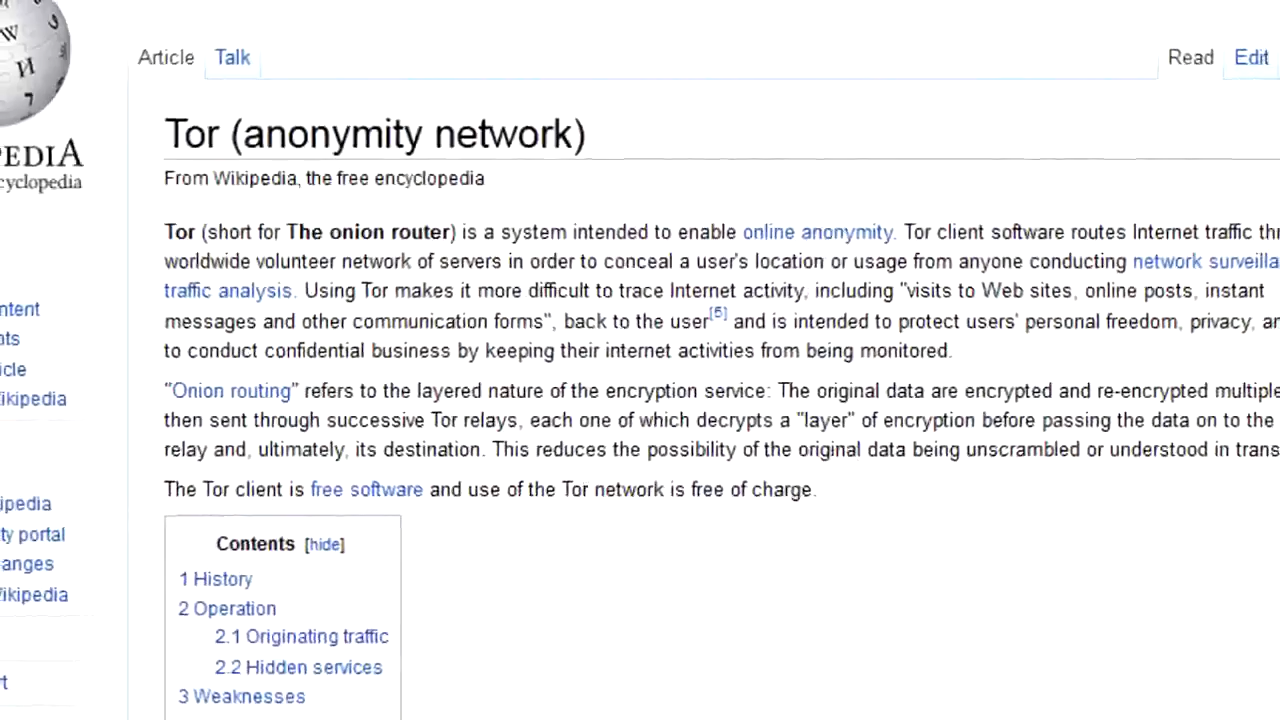 W
И
7
Article Talk Read Edit
PEDIA
cyclopedia
Tor (anonymity network)
From Wikipedia, the free encyclopedia
Tor (short for The onion router) is a system intended to enable online anonymity. Tor client software routes Internet traffic
worldwide volunteer network of servers in order to conceal a user's location or usage from anyone conducting network
traffic analysis. Using Tor makes it more difficult to trace Internet activity, including "visits to Web sites, online posts, instant
messages and other communication forms", back to the user[5] and is intended to protect users' personal freedom, privacy,
to conduct confidential business by keeping their internet activities from being monitored.
"Onion routing" refers to the layered nature of the encryption service: The original data are encrypted and re-encrypted multiple
then sent through successive Tor relays, each one of which decrypts a "layer" of encryption before passing the data on to the
relay and, ultimately, its destination. This reduces the possibility of the original data being unscrambled or understood in
The Tor client is free software and use of the Tor network is free of charge.
Contents [hide]
1 History
2 Operation
2.1 Originating traffic
2.2 Hidden services
3 Weaknesses
ntent
nts
icle
ikipedia
ipedia
ty portal
anges
ikipedia
rt